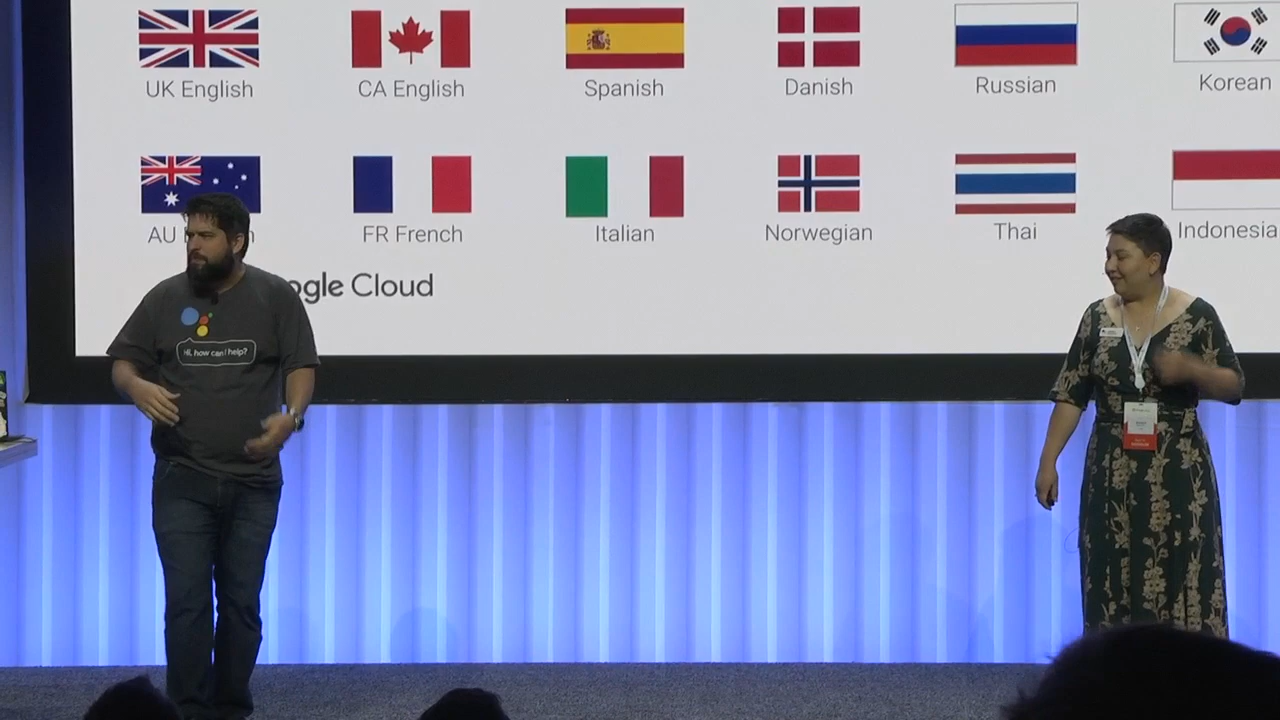 UK English
CA English
Spanish
Danish
Russian
Korean
AU
FR French
Italian
Norwegian
Thai
Indonesia
ogle Cloud
Hi, how can I help?